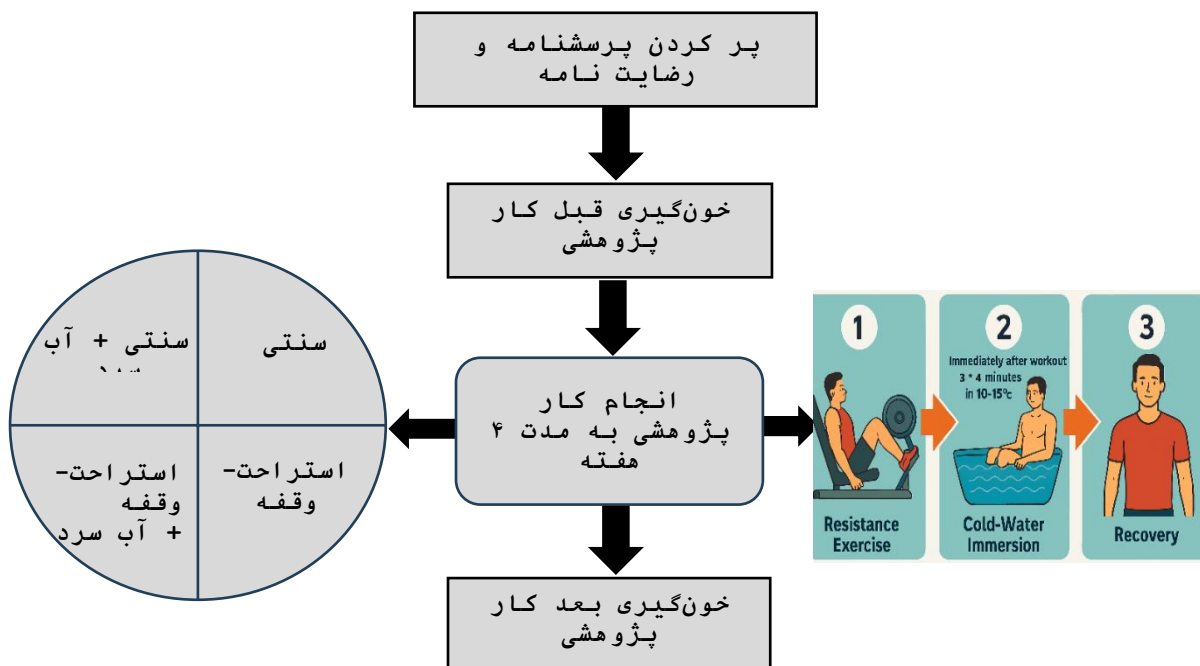 پر کردن پرسشنامه و
رضایت نامه
خون‌گیری قبل کار
پژوهشی
سنتی + آب
سنتی
استراحت-
وقفه
+ آب سرد
استراحت-
وقفه
انجام کار
پژوهشی به مدت ۴
هفته
1
Resistance
Exercise
2
Immediately after workout
3 * 4 minutes
in 10-15°c
Cold-Water
Immersion
3
Recovery
خون‌گیری بعد کار
پژوهشی